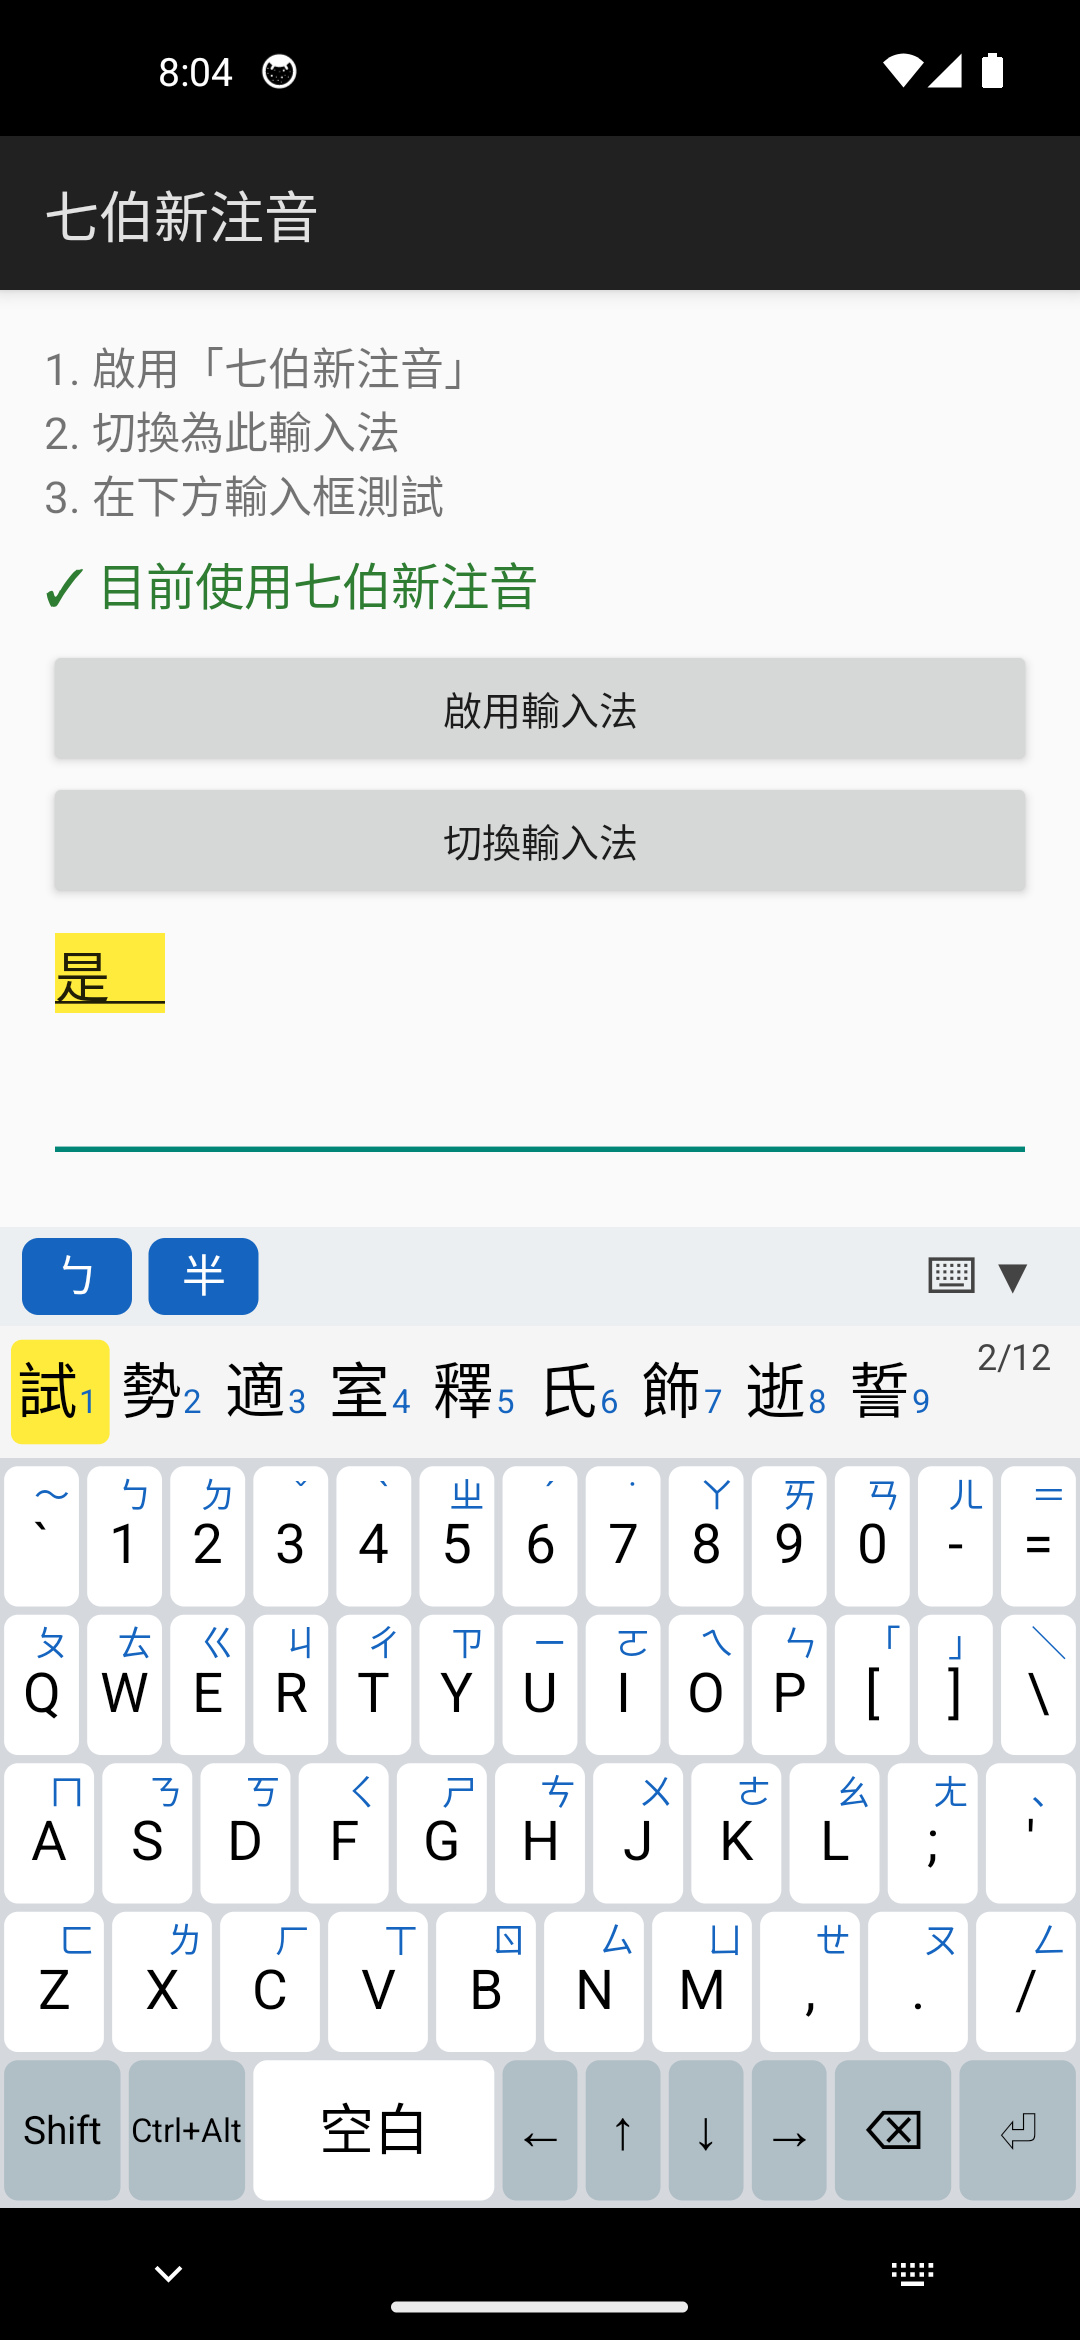 8:04
七伯新注音
1. 啟用「七伯新注音」
2. 切換為此輸入法
3. 在下方輸入框測試
✓ 目前使用七伯新注音
啟用輸入法
切換輸入法
是
ㄅ 半 ▼
試1 勢2 適3 室4 釋5 氏6 飾7 逝8 誓9 2/12
～ ㄅ ㄉ ˇ ˋ ㄓ ˊ ˙ ㄚ ㄞ ㄢ ㄦ ＝
` 1 2 3 4 5 6 7 8 9 0 - =
ㄆ ㄊ ㄍ ㄐ ㄔ ㄗ ㄧ ㄛ ㄟ ㄣ 「 」 ＼
Q W E R T Y U I O P [ ] \
ㄇ ㄋ ㄎ ㄑ ㄕ ㄘ ㄨ ㄜ ㄠ ㄤ 、
A S D F G H J K L ; '
ㄈ ㄌ ㄏ ㄒ ㄖ ㄙ ㄩ ㄝ ㄡ ㄥ
Z X C V B N M , . /
Shift Ctrl+Alt 空白 ← ↑ ↓ → ⌫ ⏎